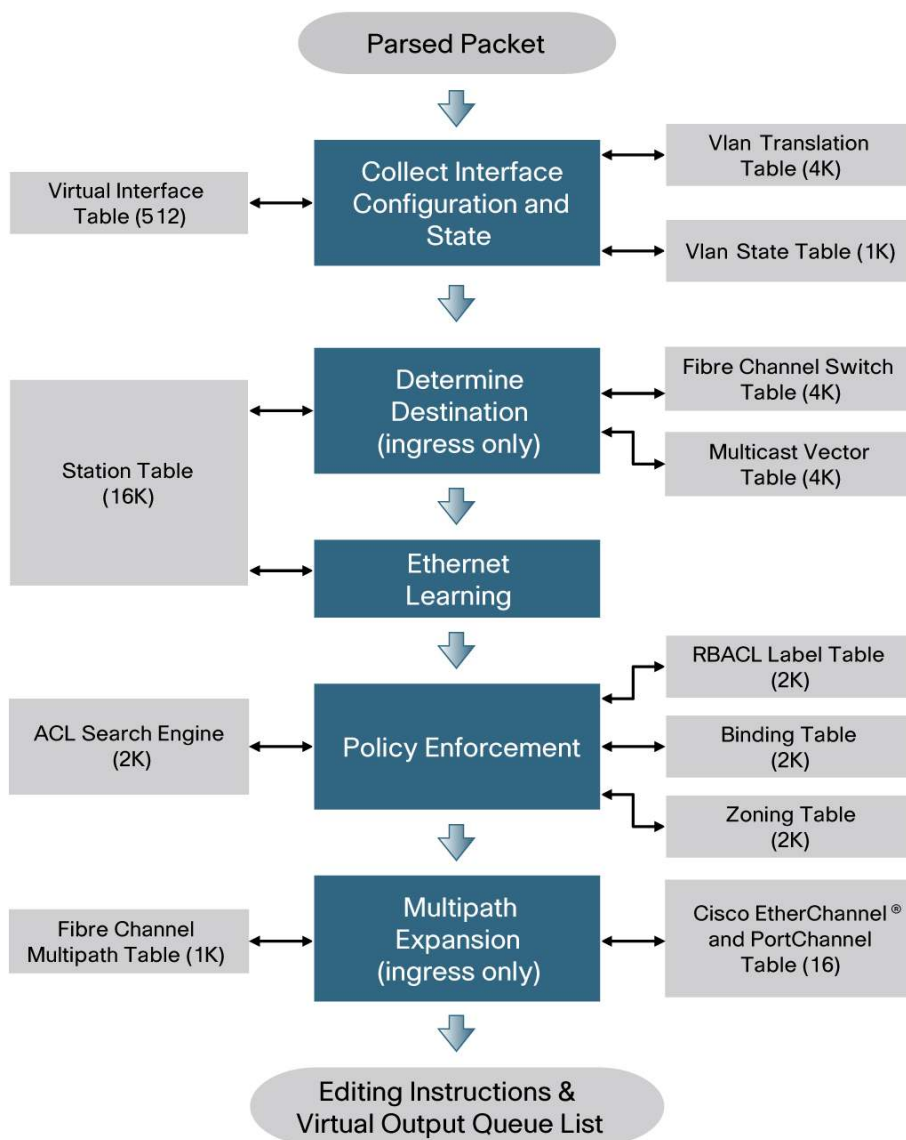 Parsed Packet
Collect Interface
Configuration and
State
Virtual Interface
Table (512)
Vlan Translation
Table (4K)
Vlan State Table (1K)
Determine
Destination
(ingress only)
Station Table
(16K)
Fibre Channel Switch
Table (4K)
Multicast Vector
Table (4K)
Ethernet
Learning
Policy Enforcement
ACL Search Engine
(2K)
RBACL Label Table
(2K)
Binding Table
(2K)
Zoning Table
(2K)
Multipath
Expansion
(ingress only)
Fibre Channel
Multipath Table (1K)
Cisco EtherChannel®
and PortChannel
Table (16)
Editing Instructions &
Virtual Output Queue List